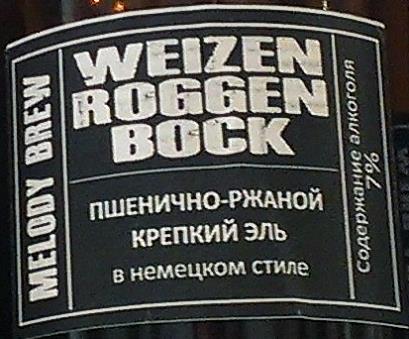 MELODY BREW
WEIZEN
ROGGEN
BOCK
ПШЕНИЧНО-РЖАНОЙ
КРЕПКИЙ ЭЛЬ
в немецком стиле
содержание алкоголя
7%